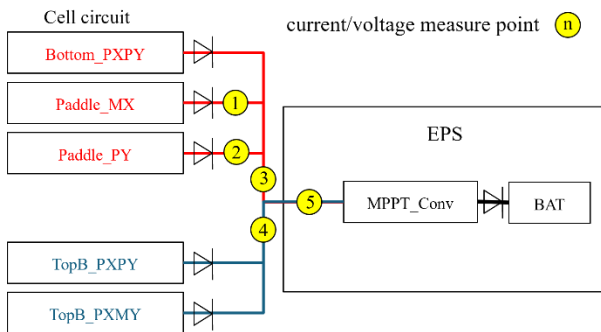 Cell circuit
current/voltage measure point n
Bottom_PXPY
Paddle_MX
1
Paddle_PY
2
EPS
3
MPPT_Conv
BAT
5
4
TopB_PXPY
TopB_PXMY